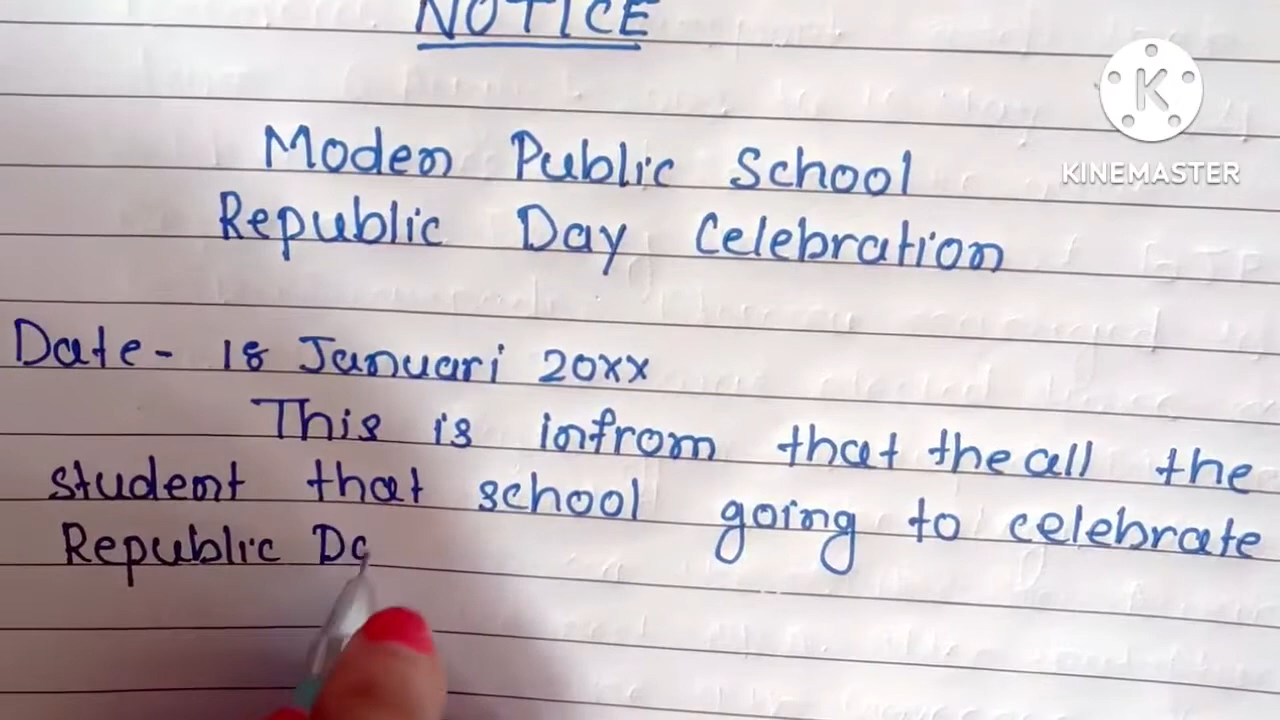 NOTICE
Moden Public School
Republic Day Celebration
Date - 18 Januari 20xx
This is infrom that the all the
student that school going to celebrate
Republic Da
K
KINEMASTER